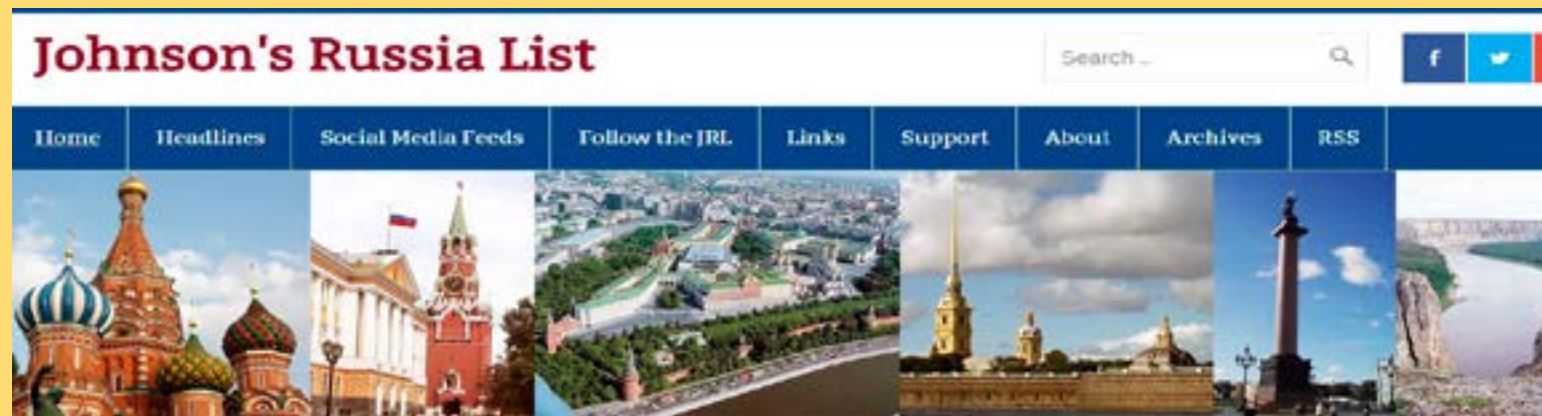 Johnson's Russia List
Search ...
f
Home Headlines Social Media Feeds Follow the JRL Links Support About Archives RSS